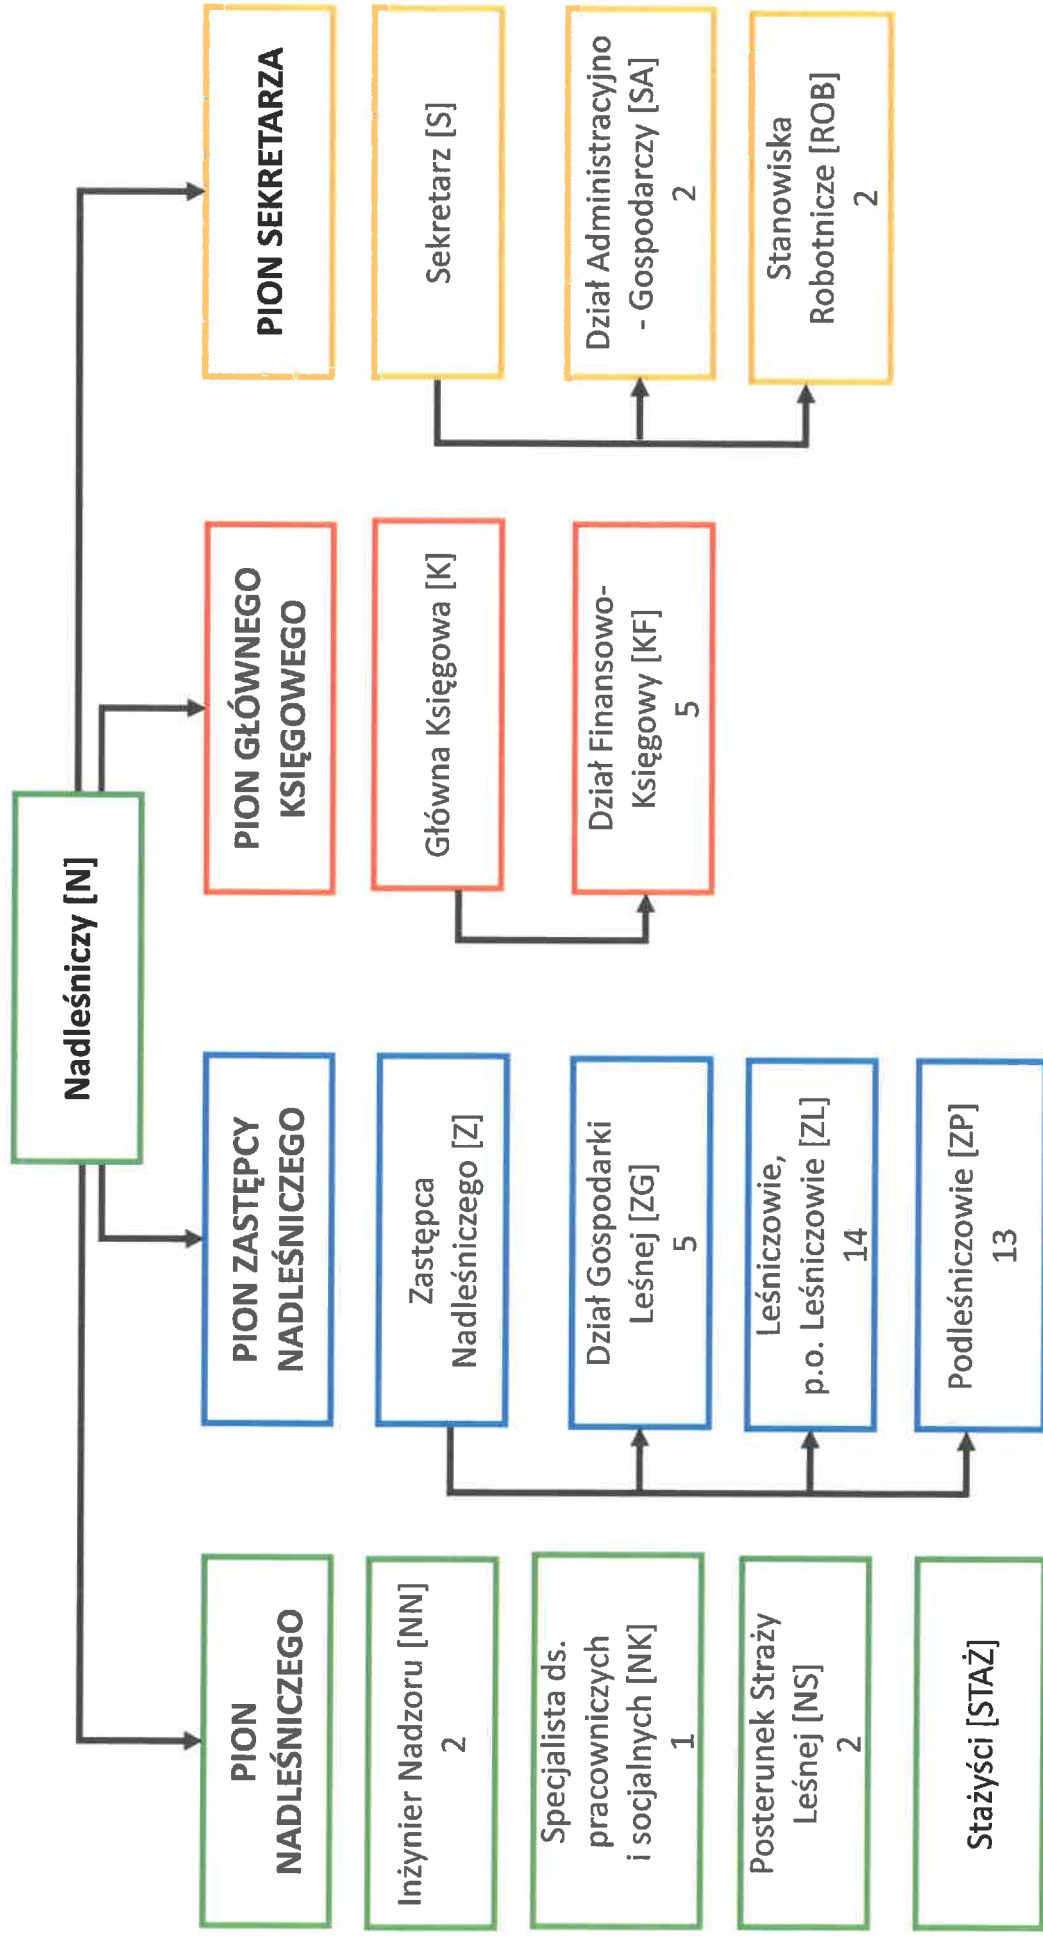 Nadleśniczy [N]
PION
NADLEŚNICZEGO
Inżynier Nadzoru [NN]
2
Specjalista ds.
pracowniczych
i socjalnych [NK]
1
Posterunek Straży
Leśnej [NS]
2
Stażyści [STAŻ]
PION ZASTĘPCY
NADLEŚNICZEGO
Zastępca
Nadleśniczego [Z]
Dział Gospodarki
Leśnej [ZG]
5
Leśniczowie,
p.o. Leśniczowie [ZL]
14
Podleśniczowie [ZP]
13
PION GŁÓWNEGO
KSIĘGOWEGO
Główna Księgowa [K]
Dział Finansowo-
Księgowy [KF]
5
PION SEKRETARZA
Sekretarz [S]
Dział Administracyjno
- Gospodarczy [SA]
2
Stanowiska
Robotnicze [ROB]
2